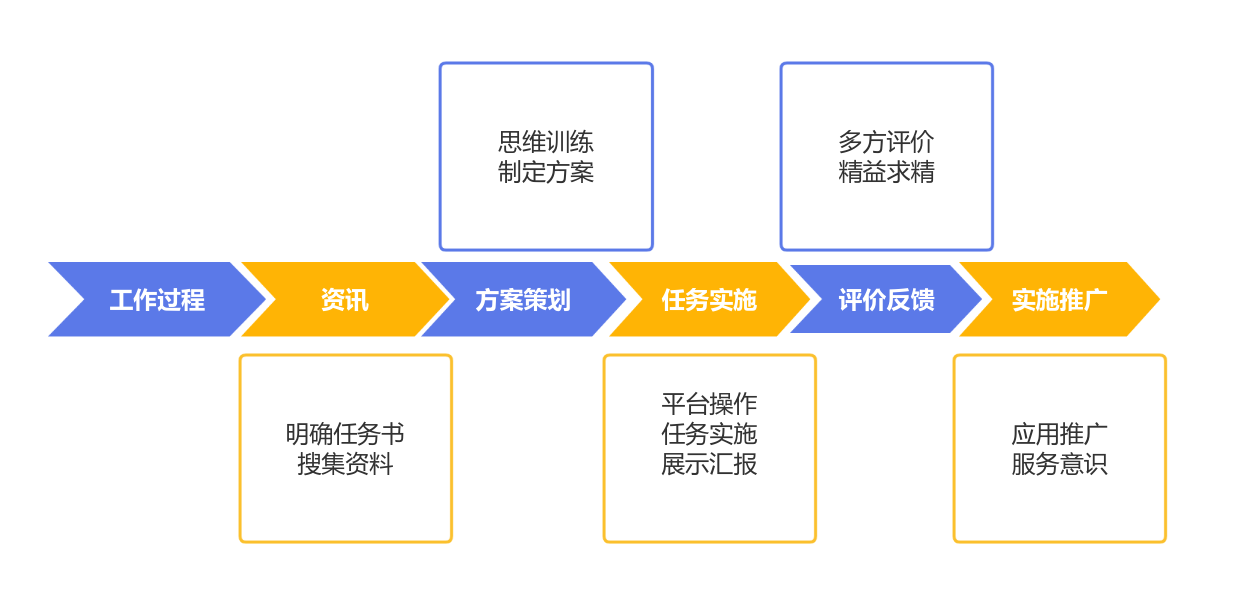 思维训练
制定方案
多方评价
精益求精
工作过程
资讯
方案策划
任务实施
评价反馈
实施推广
明确任务书
搜集资料
平台操作
任务实施
展示汇报
应用推广
服务意识